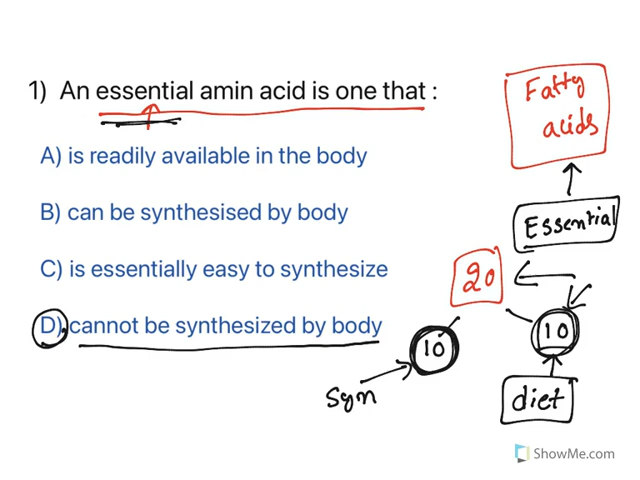 1) An essential amin acid is one that :
A) is readily available in the body
B) can be synthesised by body
C) is essentially easy to synthesize
D) cannot be synthesized by body
Fatty
acids
Essential
20
10
10
Syn
diet
ShowMe.com